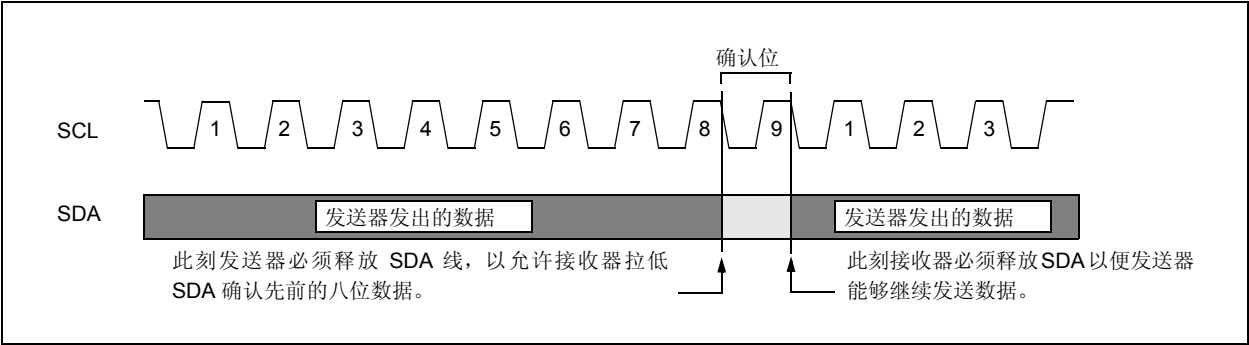 确认位
SCL 1 2 3 4 5 6 7 8 9 1 2 3
SDA 发送器发出的数据 发送器发出的数据
此刻发送器必须释放 SDA 线，以允许接收器拉低
SDA 确认先前的八位数据。
此刻接收器必须释放SDA以便发送器
能够继续发送数据。